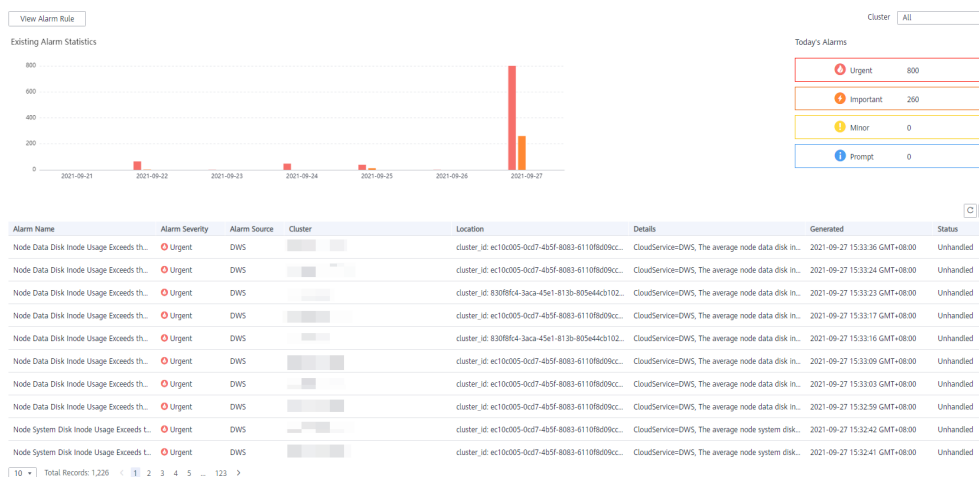 View Alarm Rule
Cluster All
Existing Alarm Statistics
Today's Alarms
800
600
400
200
0
2021-09-21 2021-09-22 2021-09-23 2021-09-24 2021-09-25 2021-09-26 2021-09-27
Urgent 800
Important 260
Minor 0
Prompt 0
Alarm Name Alarm Severity Alarm Source Cluster Location Details Generated Status
Node Data Disk Inode Usage Exceeds th... Urgent DWS cluster_id: ec10c005-0cd7-4b5f-8083-6110f8d09cc... CloudService=DWS, The average node data disk in... 2021-09-27 15:33:36 GMT+08:00 Unhandled
Node Data Disk Inode Usage Exceeds th... Urgent DWS cluster_id: ec10c005-0cd7-4b5f-8083-6110f8d09cc... CloudService=DWS, The average node data disk in... 2021-09-27 15:33:24 GMT+08:00 Unhandled
Node Data Disk Inode Usage Exceeds th... Urgent DWS cluster_id: 830f8fc4-3aca-45e1-813b-805e44cb102... CloudService=DWS, The average node data disk in... 2021-09-27 15:33:23 GMT+08:00 Unhandled
Node Data Disk Inode Usage Exceeds th... Urgent DWS cluster_id: ec10c005-0cd7-4b5f-8083-6110f8d09cc... CloudService=DWS, The average node data disk in... 2021-09-27 15:33:17 GMT+08:00 Unhandled
Node Data Disk Inode Usage Exceeds th... Urgent DWS cluster_id: 830f8fc4-3aca-45e1-813b-805e44cb102... CloudService=DWS, The average node data disk in... 2021-09-27 15:33:16 GMT+08:00 Unhandled
Node Data Disk Inode Usage Exceeds th... Urgent DWS cluster_id: ec10c005-0cd7-4b5f-8083-6110f8d09cc... CloudService=DWS, The average node data disk in... 2021-09-27 15:33:09 GMT+08:00 Unhandled
Node Data Disk Inode Usage Exceeds th... Urgent DWS cluster_id: ec10c005-0cd7-4b5f-8083-6110f8d09cc... CloudService=DWS, The average node data disk in... 2021-09-27 15:33:03 GMT+08:00 Unhandled
Node Data Disk Inode Usage Exceeds th... Urgent DWS cluster_id: ec10c005-0cd7-4b5f-8083-6110f8d09cc... CloudService=DWS, The average node data disk in... 2021-09-27 15:32:59 GMT+08:00 Unhandled
Node System Disk Inode Usage Exceeds t... Urgent DWS cluster_id: ec10c005-0cd7-4b5f-8083-6110f8d09cc... CloudService=DWS, The average node system disk... 2021-09-27 15:32:42 GMT+08:00 Unhandled
Node System Disk Inode Usage Exceeds t... Urgent DWS cluster_id: ec10c005-0cd7-4b5f-8083-6110f8d09cc... CloudService=DWS, The average node system disk... 2021-09-27 15:32:41 GMT+08:00 Unhandled
10 Total Records: 1,226 < 1 2 3 4 5 ... 123 >